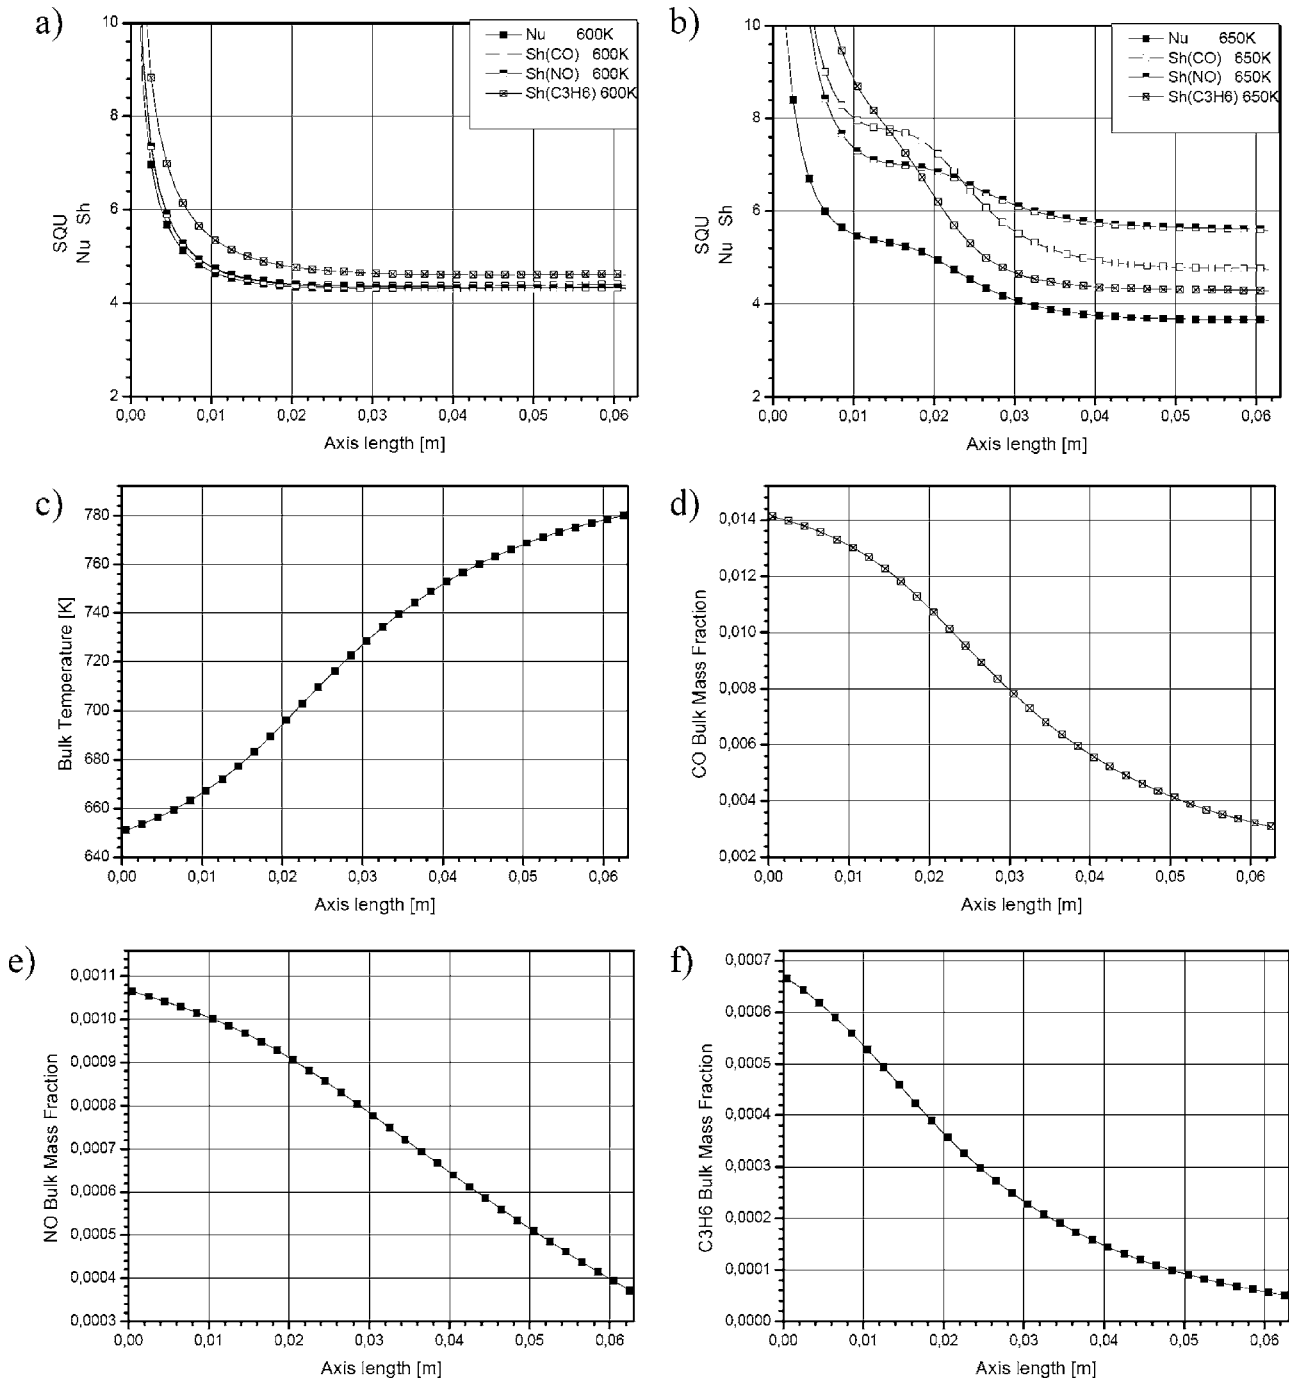 a)
10
8
6
4
2
SQU
Nu Sh
Nu 600K
Sh(CO) 600K
Sh(NO) 600K
Sh(C3H6) 600K
0,00 0,01 0,02 0,03 0,04 0,05 0,06
Axis length [m]
b)
10
8
6
4
2
SQU
Nu Sh
Nu 650K
Sh(CO) 650K
Sh(NO) 650K
Sh(C3H6) 650K
0,00 0,01 0,02 0,03 0,04 0,05 0,06
Axis length [m]
c)
780
760
740
720
700
680
660
640
Bulk Temperature [K]
0,00 0,01 0,02 0,03 0,04 0,05 0,06
Axis length [m]
d)
0,014
0,012
0,010
0,008
0,006
0,004
0,002
CO Bulk Mass Fraction
0,00 0,01 0,02 0,03 0,04 0,05 0,06
Axis length [m]
e)
0,0011
0,0010
0,0009
0,0008
0,0007
0,0006
0,0005
0,0004
0,0003
NO Bulk Mass Fraction
0,00 0,01 0,02 0,03 0,04 0,05 0,06
Axis length [m]
f)
0,0007
0,0006
0,0005
0,0004
0,0003
0,0002
0,0001
0,0000
C3H6 Bulk Mass Fraction
0,00 0,01 0,02 0,03 0,04 0,05 0,06
Axis length [m]